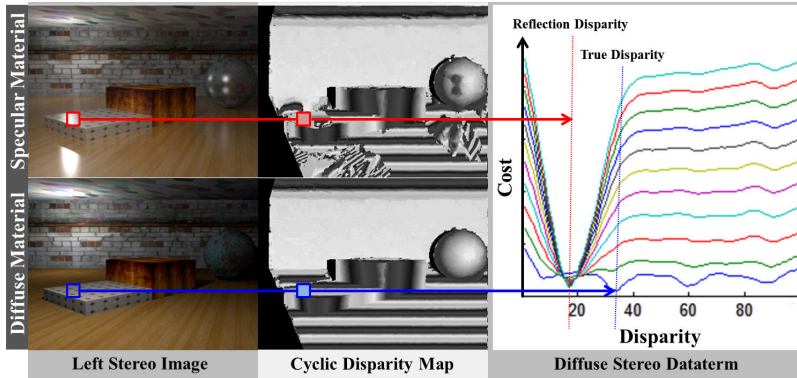 Specular Material
Diffuse Material
Reflection Disparity
True Disparity
Cost
20
40
60
80
Disparity
Left Stereo Image
Cyclic Disparity Map
Diffuse Stereo Dataterm